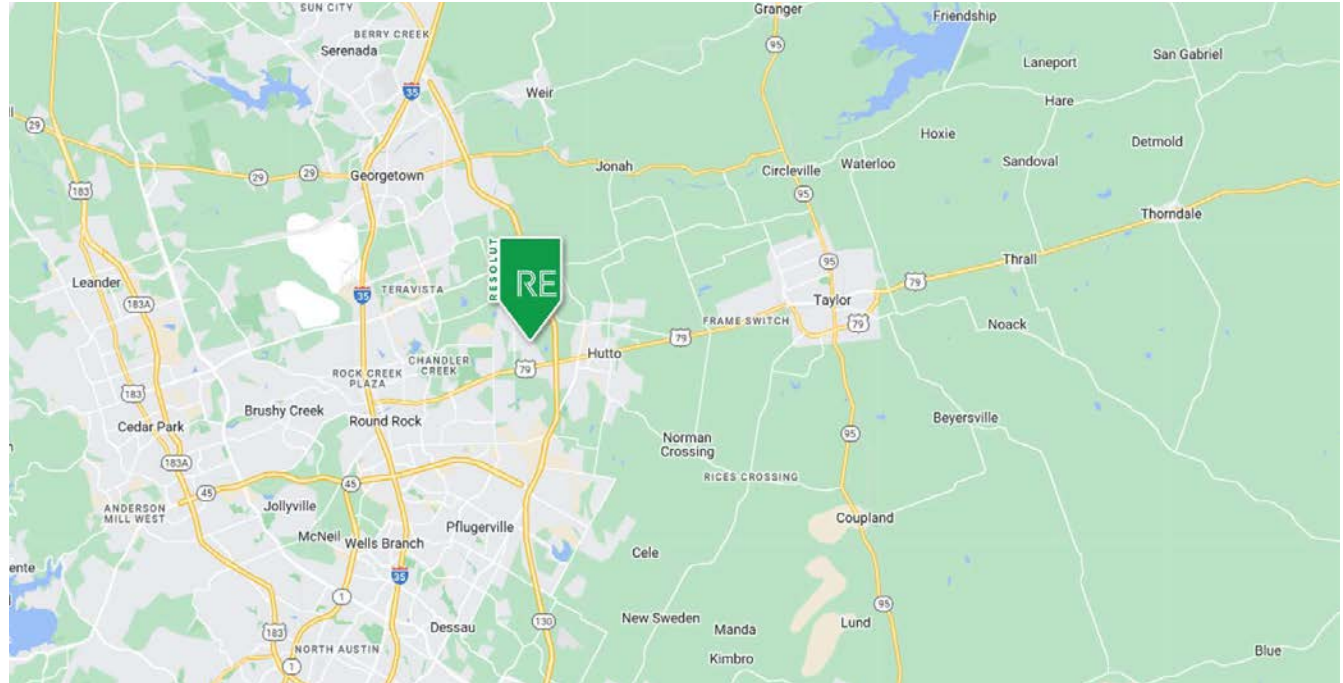 SUN CITY
BERRY CREEK
Serenada
Granger
95
Friendship
San Gabriel
Laneport
35
Weir
Hare
29
Hoxie
Detmold
Jonah
Circleville
Waterloo
Sandoval
29
29
Georgetown
183
95
Thorndale
RESOLUT
RE
95
Thrall
Leander
TERAVISTA
183A
35
79
Taylor
FRAME SWITCH
79
Noack
79
Hutto
CHANDLER
CREEK
79
ROCK CREEK
PLAZA
183
Brushy Creek
Round Rock
Beyersville
Cedar Park
Norman
Crossing
95
183A
RICES CROSSING
45
45
ANDERSON
MILL WEST
Jollyville
Coupland
Pflugerville
McNeil
Wells Branch
Cele
ente
35
1
95
New Sweden
130
Lund
Dessau
Manda
183
NORTH AUSTIN
Kimbro
Blue
1